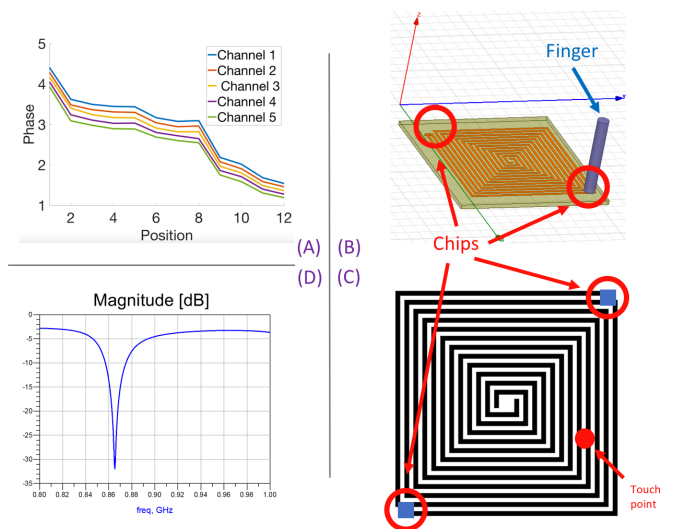 5
4
3
2
1
Phase
2
4
6
8
10
12
Position
Channel 1
Channel 2
Channel 3
Channel 4
Channel 5
(A)
(B)
Finger
z
Chips
(D)
(C)
Magnitude [dB]
0
-5
-10
-15
-20
-25
-30
-35
0.80
0.82
0.84
0.86
0.88
0.90
0.92
0.94
0.96
0.98
1.00
freq, GHz
Touch
point